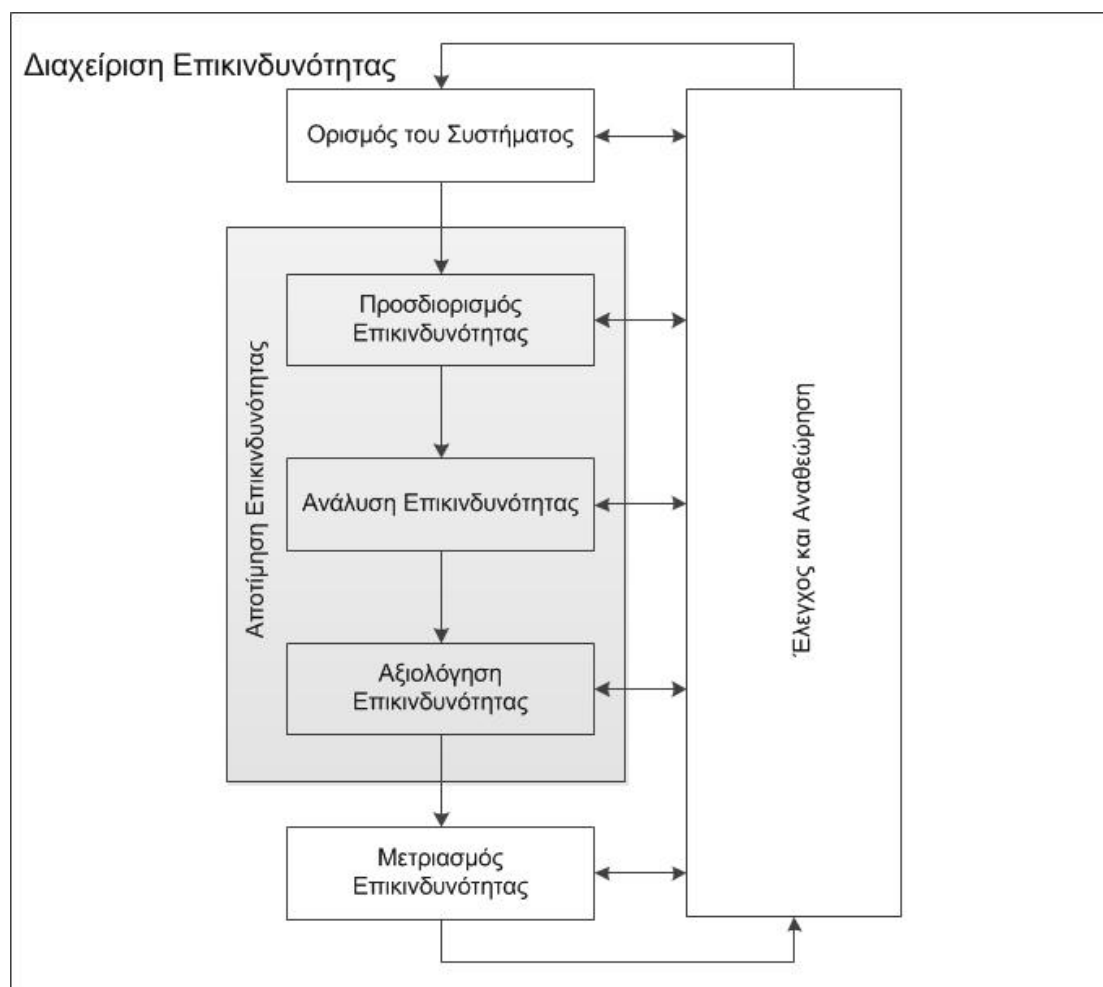 Διαχείριση Επικινδυνότητας
Ορισμός του Συστήματος
Προσδιορισμός
Επικινδυνότητας
Ανάλυση Επικινδυνότητας
Αξιολόγηση
Επικινδυνότητας
Αποτίμηση Επικινδυνότητας
Μετριασμός
Επικινδυνότητας
Έλεγχος και Αναθεώρηση